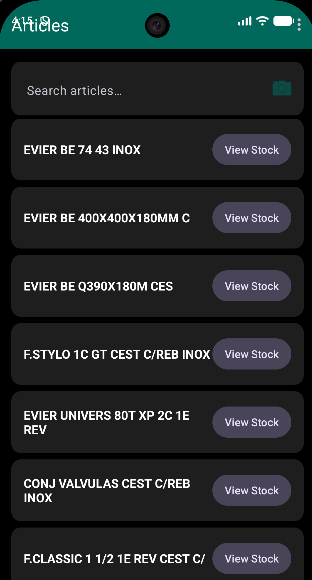 4:15
Articles
Search articles...
EVIER BE 74 43 INOX
View Stock
EVIER BE 400X400X180MM C
View Stock
EVIER BE Q390X180M CES
View Stock
F.STYLO 1C GT CEST C/REB INOX
View Stock
EVIER UNIVERS 80T XP 2C 1E
REV
View Stock
CONJ VALVULAS CEST C/REB
INOX
View Stock
F.CLASSIC 1 1/2 1E REV CEST C/
View Stock